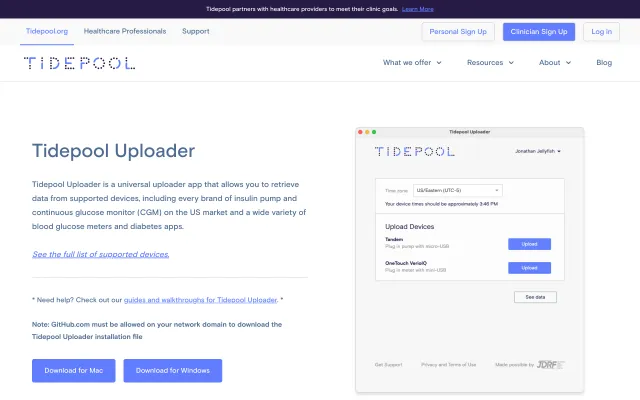 Tidepool partners with healthcare providers to meet their clinic goals. Learn More
Tidepool.org Healthcare Professionals Support Personal Sign Up Clinician Sign Up Log In
TIDEPOOL What we offer Resources About Blog
Tidepool Uploader
Tidepool Uploader is a universal uploader app that allows you to retrieve
data from supported devices, including every brand of insulin pump and
continuous glucose monitor (CGM) on the US market and a wide variety of
blood glucose meters and diabetes apps.
See the full list of supported devices.
* Need help? Check out our guides and walkthroughs for Tidepool Uploader. *
Note: GitHub.com must be allowed on your network domain to download the
Tidepool Uploader installation file
Download for Mac Download for Windows
Tidepool Uploader
TIDEPOOL Jonathan Jellyfish
Time zone US/Eastern (UTC-5)
Your device times should be approximately 3:46 PM
Upload Devices
Tandem
Plug in pump with micro-USB
Upload
OneTouch VerioIQ
Plug in meter with mini-USB
Upload
See data
Get Support Privacy and Terms of Use Made possible by JDRF